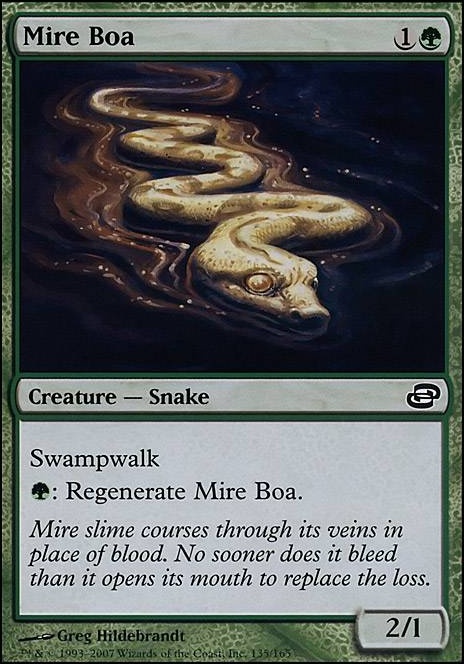 Mire Boa 1
Creature — Snake
Swampwalk
: Regenerate Mire Boa.
Mire slime courses through its veins in
place of blood. No sooner does it bleed
than it opens its mouth to replace the loss.
2/1
Greg Hildebrandt
™ & © 1993–2007 Wizards of the Coast, Inc. 135/165